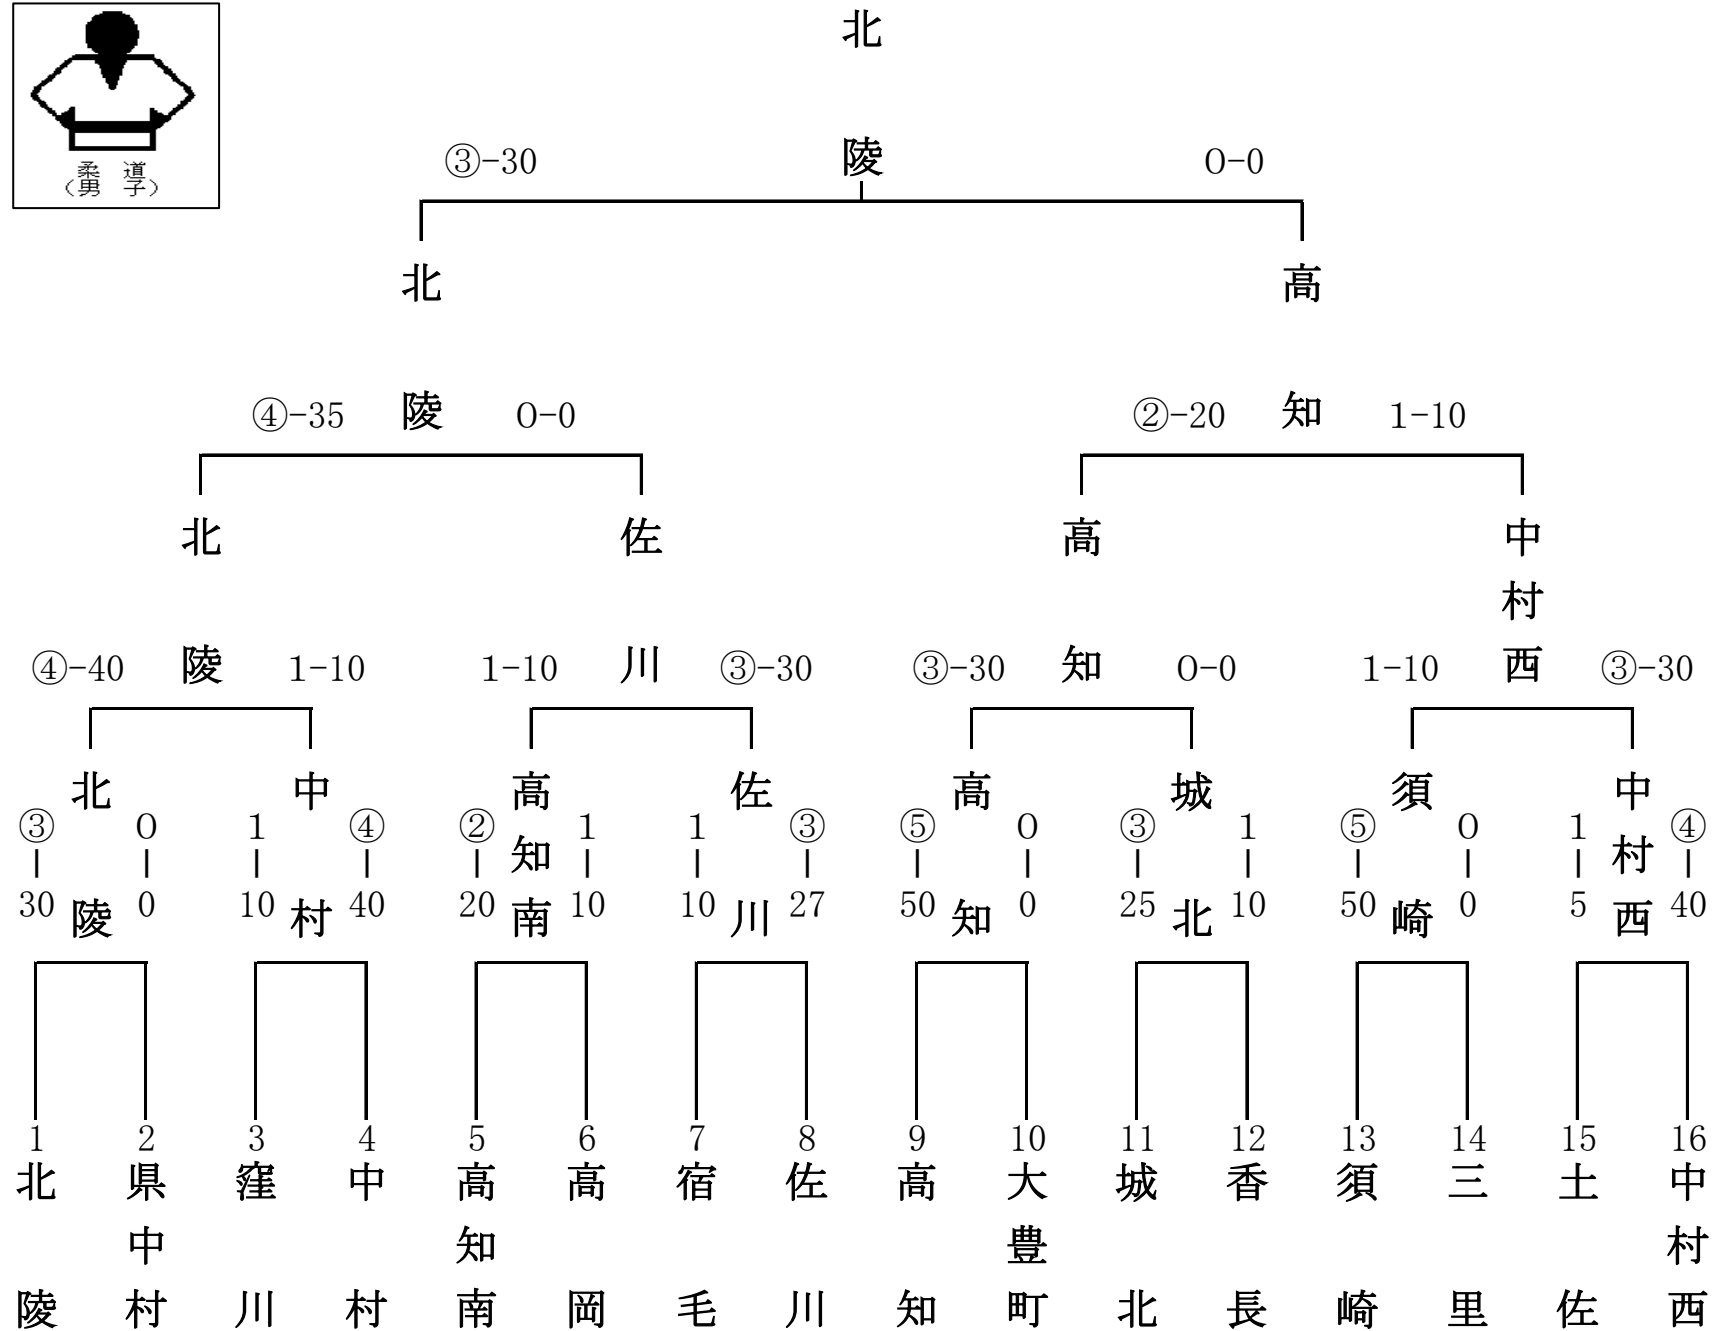 柔道
(男子)
北陵
③-30 0-0
北陵 高知
④-35 0-0 ②-20 1-10
北陵 佐川 高知 中村西
④-40 1-10 1-10 ③-30 ③-30 0-0 1-10 ③-30
北陵 中村 高知南 佐川 高知 城北 須崎 中村西
③-30 0-0 1-10 ④-40 ②-20 1-10 1-10 ③-27 ⑤-50 0-0 ③-25 1-10 ⑤-50 0-0 1-5 ④-40
1 2 3 4 5 6 7 8 9 10 11 12 13 14 15 16
北陵 県中村 窪川 中村 高知南 高岡 宿毛 佐川 高知 大豊町 城北 香長 須崎 三里 土佐 中村西